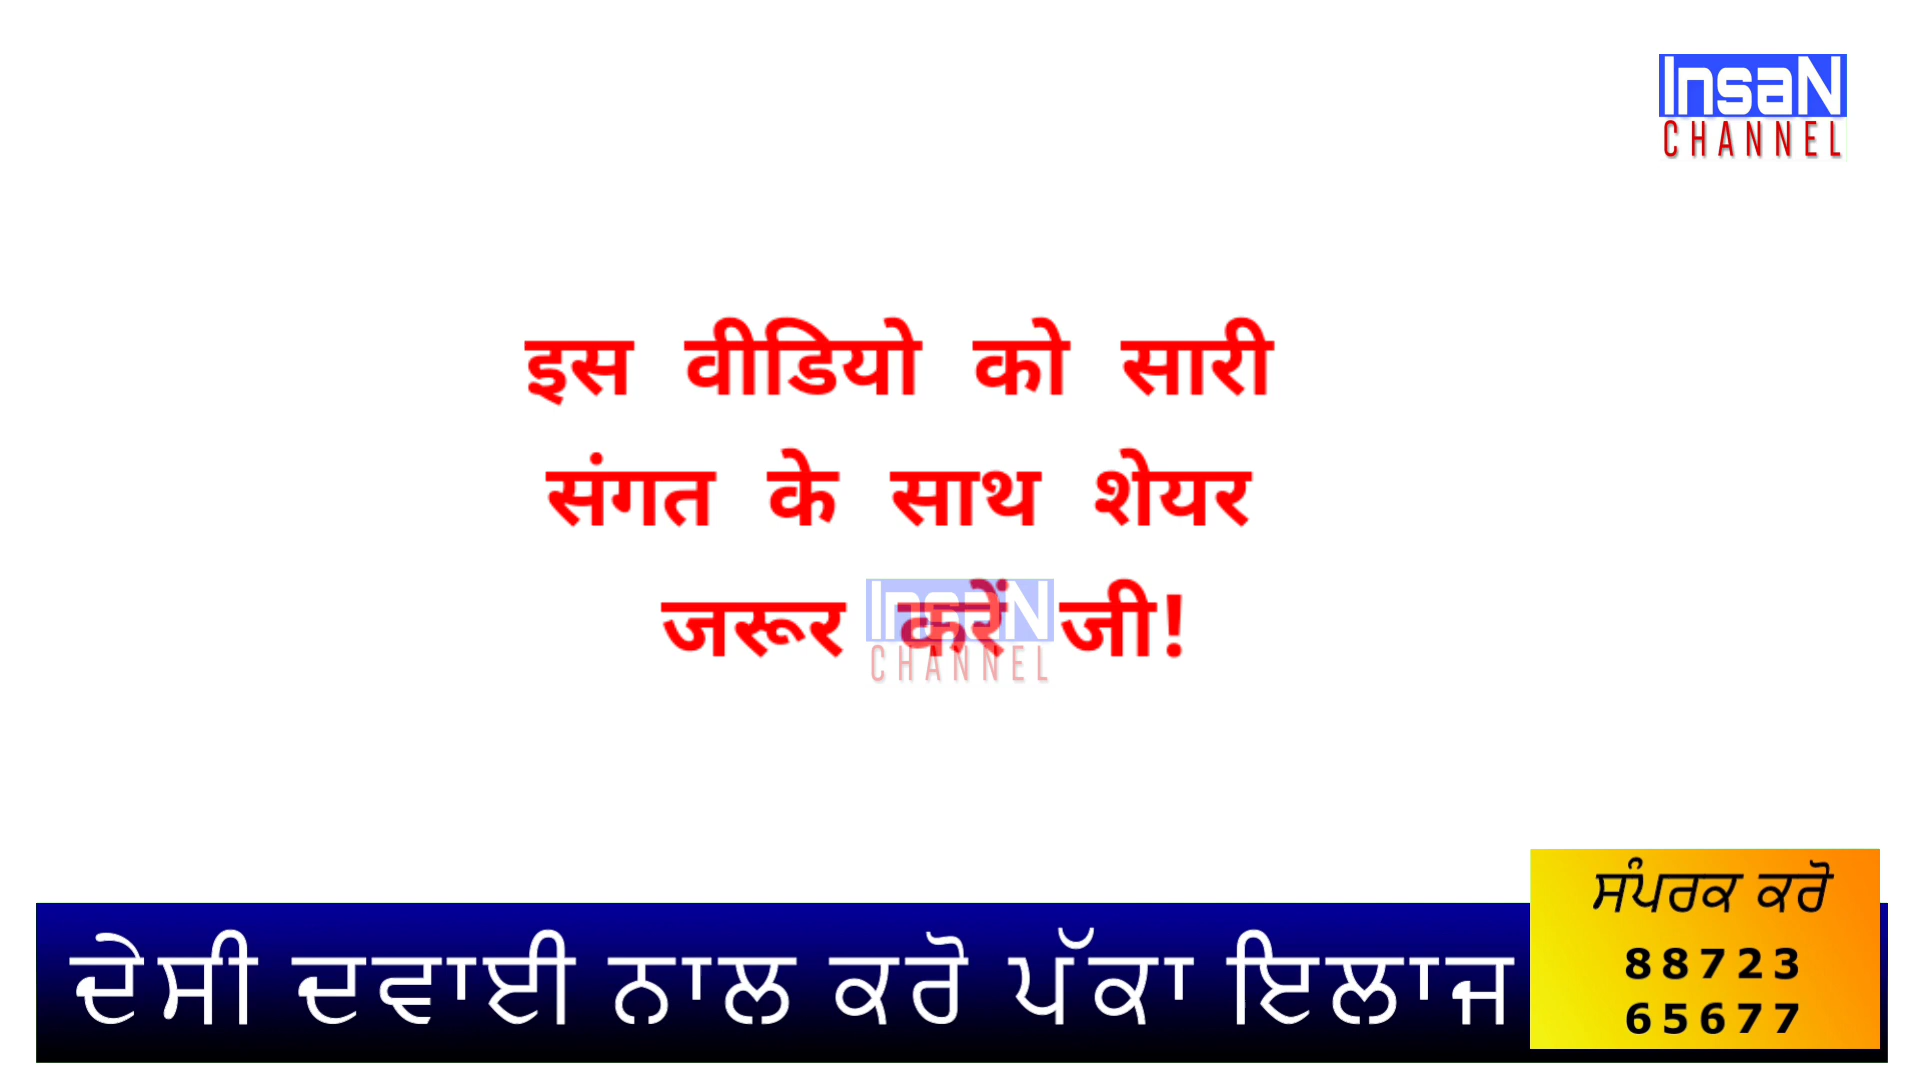 InsaN
CHANNEL
इस वीडियो को सारी
संगत के साथ शेयर
जरूर करें जी!
InsaN
CHANNEL
ਦੇਸੀ ਦਵਾਈ ਨਾਲ ਕਰੋ ਪੱਕਾ ਇਲਾਜ
ਸੰਪਰਕ ਕਰੋ
88723
65677